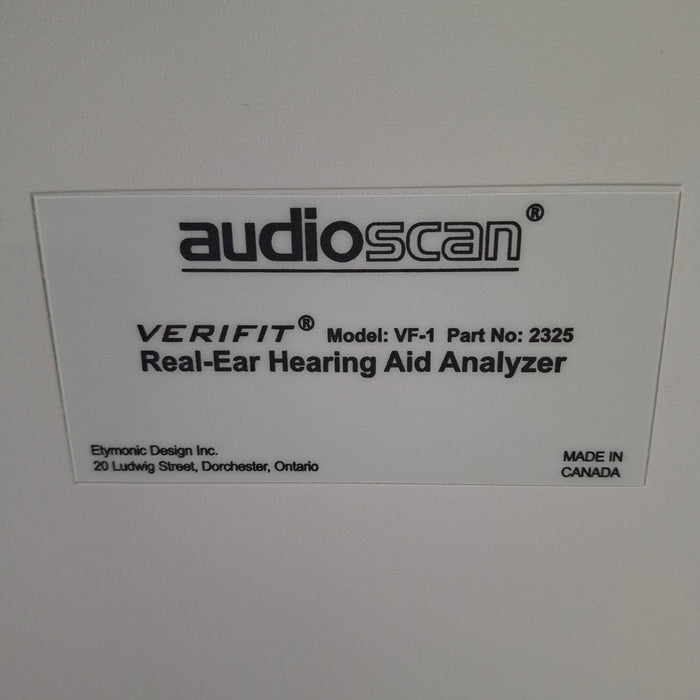 audioscan®
VERIFIT® Model: VF-1 Part No: 2325
Real-Ear Hearing Aid Analyzer
Etymonic Design Inc.
20 Ludwig Street, Dorchester, Ontario
MADE IN
CANADA